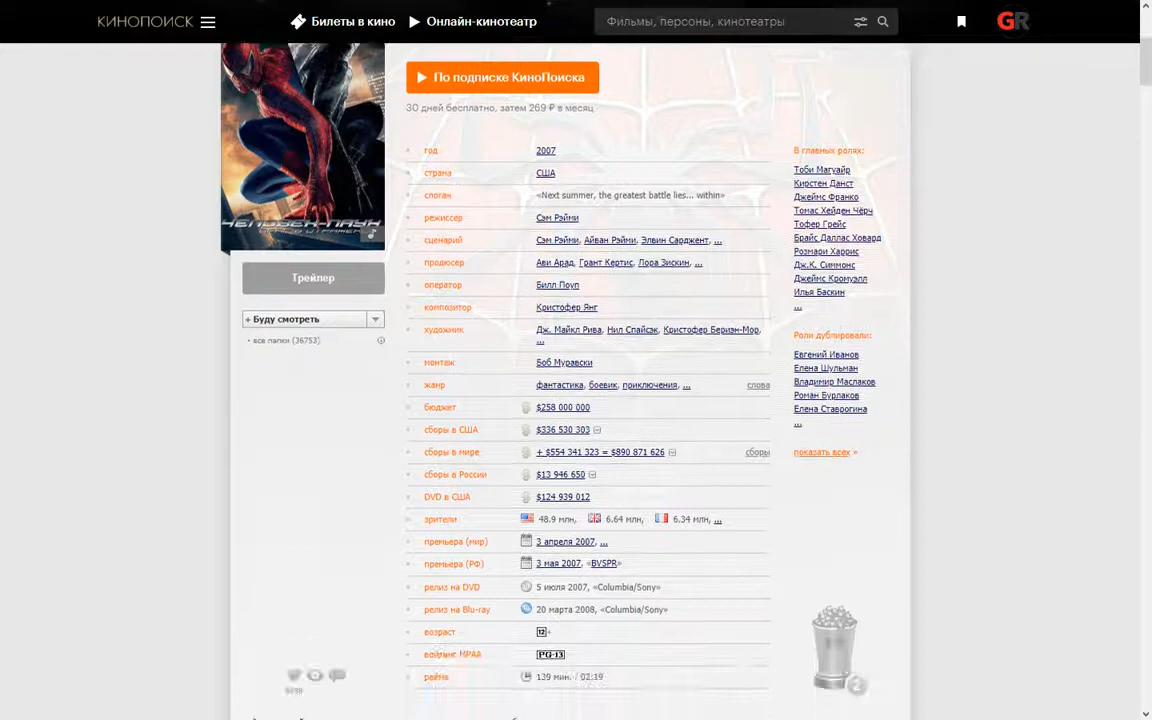 КИНОПОИСК
Билеты в кино
Онлайн-кинотеатр
Фильмы, персоны, кинотеатры
GR
ЧЕЛОВЕК-ПАУК
Трейлер
+ Буду смотреть
• все папки (36753)
По подписке КиноПоиска
30 дней бесплатно, затем 269 ₽ в месяц
год 2007
страна США
слоган «Next summer, the greatest battle lies... within»
режиссер Сэм Рэйми
сценарий Сэм Рэйми, Айван Рэйми, Элвин Сарджент, ...
продюсер Ави Арад, Грант Кертис, Лора Зискин, ...
оператор Билл Поуп
композитор Кристофер Янг
художник Дж. Майкл Рива, Нил Спайсэк, Кристофер Бериэн-Мор,
...
монтаж Боб Муравски
жанр фантастика, боевик, приключения, ... слова
бюджет $258 000 000
сборы в США $336 530 303
сборы в мире + $554 341 323 = $890 871 626 сборы
сборы в России $13 946 650
DVD в США $124 939 012
зрители 48.9 млн, 6.64 млн, 6.34 млн, ...
премьера (мир) 3 апреля 2007, ...
премьера (РФ) 3 мая 2007, «BVSPR»
релиз на DVD 5 июля 2007, «Columbia/Sony»
релиз на Blu-ray 20 марта 2008, «Columbia/Sony»
возраст 12+
рейтинг MPAA PG-13
время 139 мин. / 02:19
В главных ролях:
Тоби Магуайр
Кирстен Данст
Джеймс Франко
Томас Хейден Чёрч
Тофер Грейс
Брайс Даллас Ховард
Розмари Харрис
Дж.К. Симмонс
Джеймс Кромуэлл
Илья Баскин
...
Роли дублировали:
Евгений Иванов
Елена Шульман
Владимир Маслаков
Роман Бурлаков
Елена Ставрогина
...
показать всех »
2